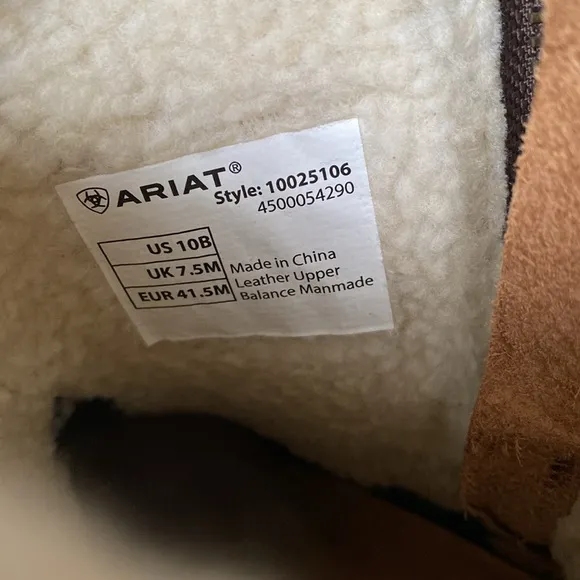 ARIAT®
Style: 10025106
4500054290
US 10B
UK 7.5M
EUR 41.5M
Made in China
Leather Upper
Balance Manmade